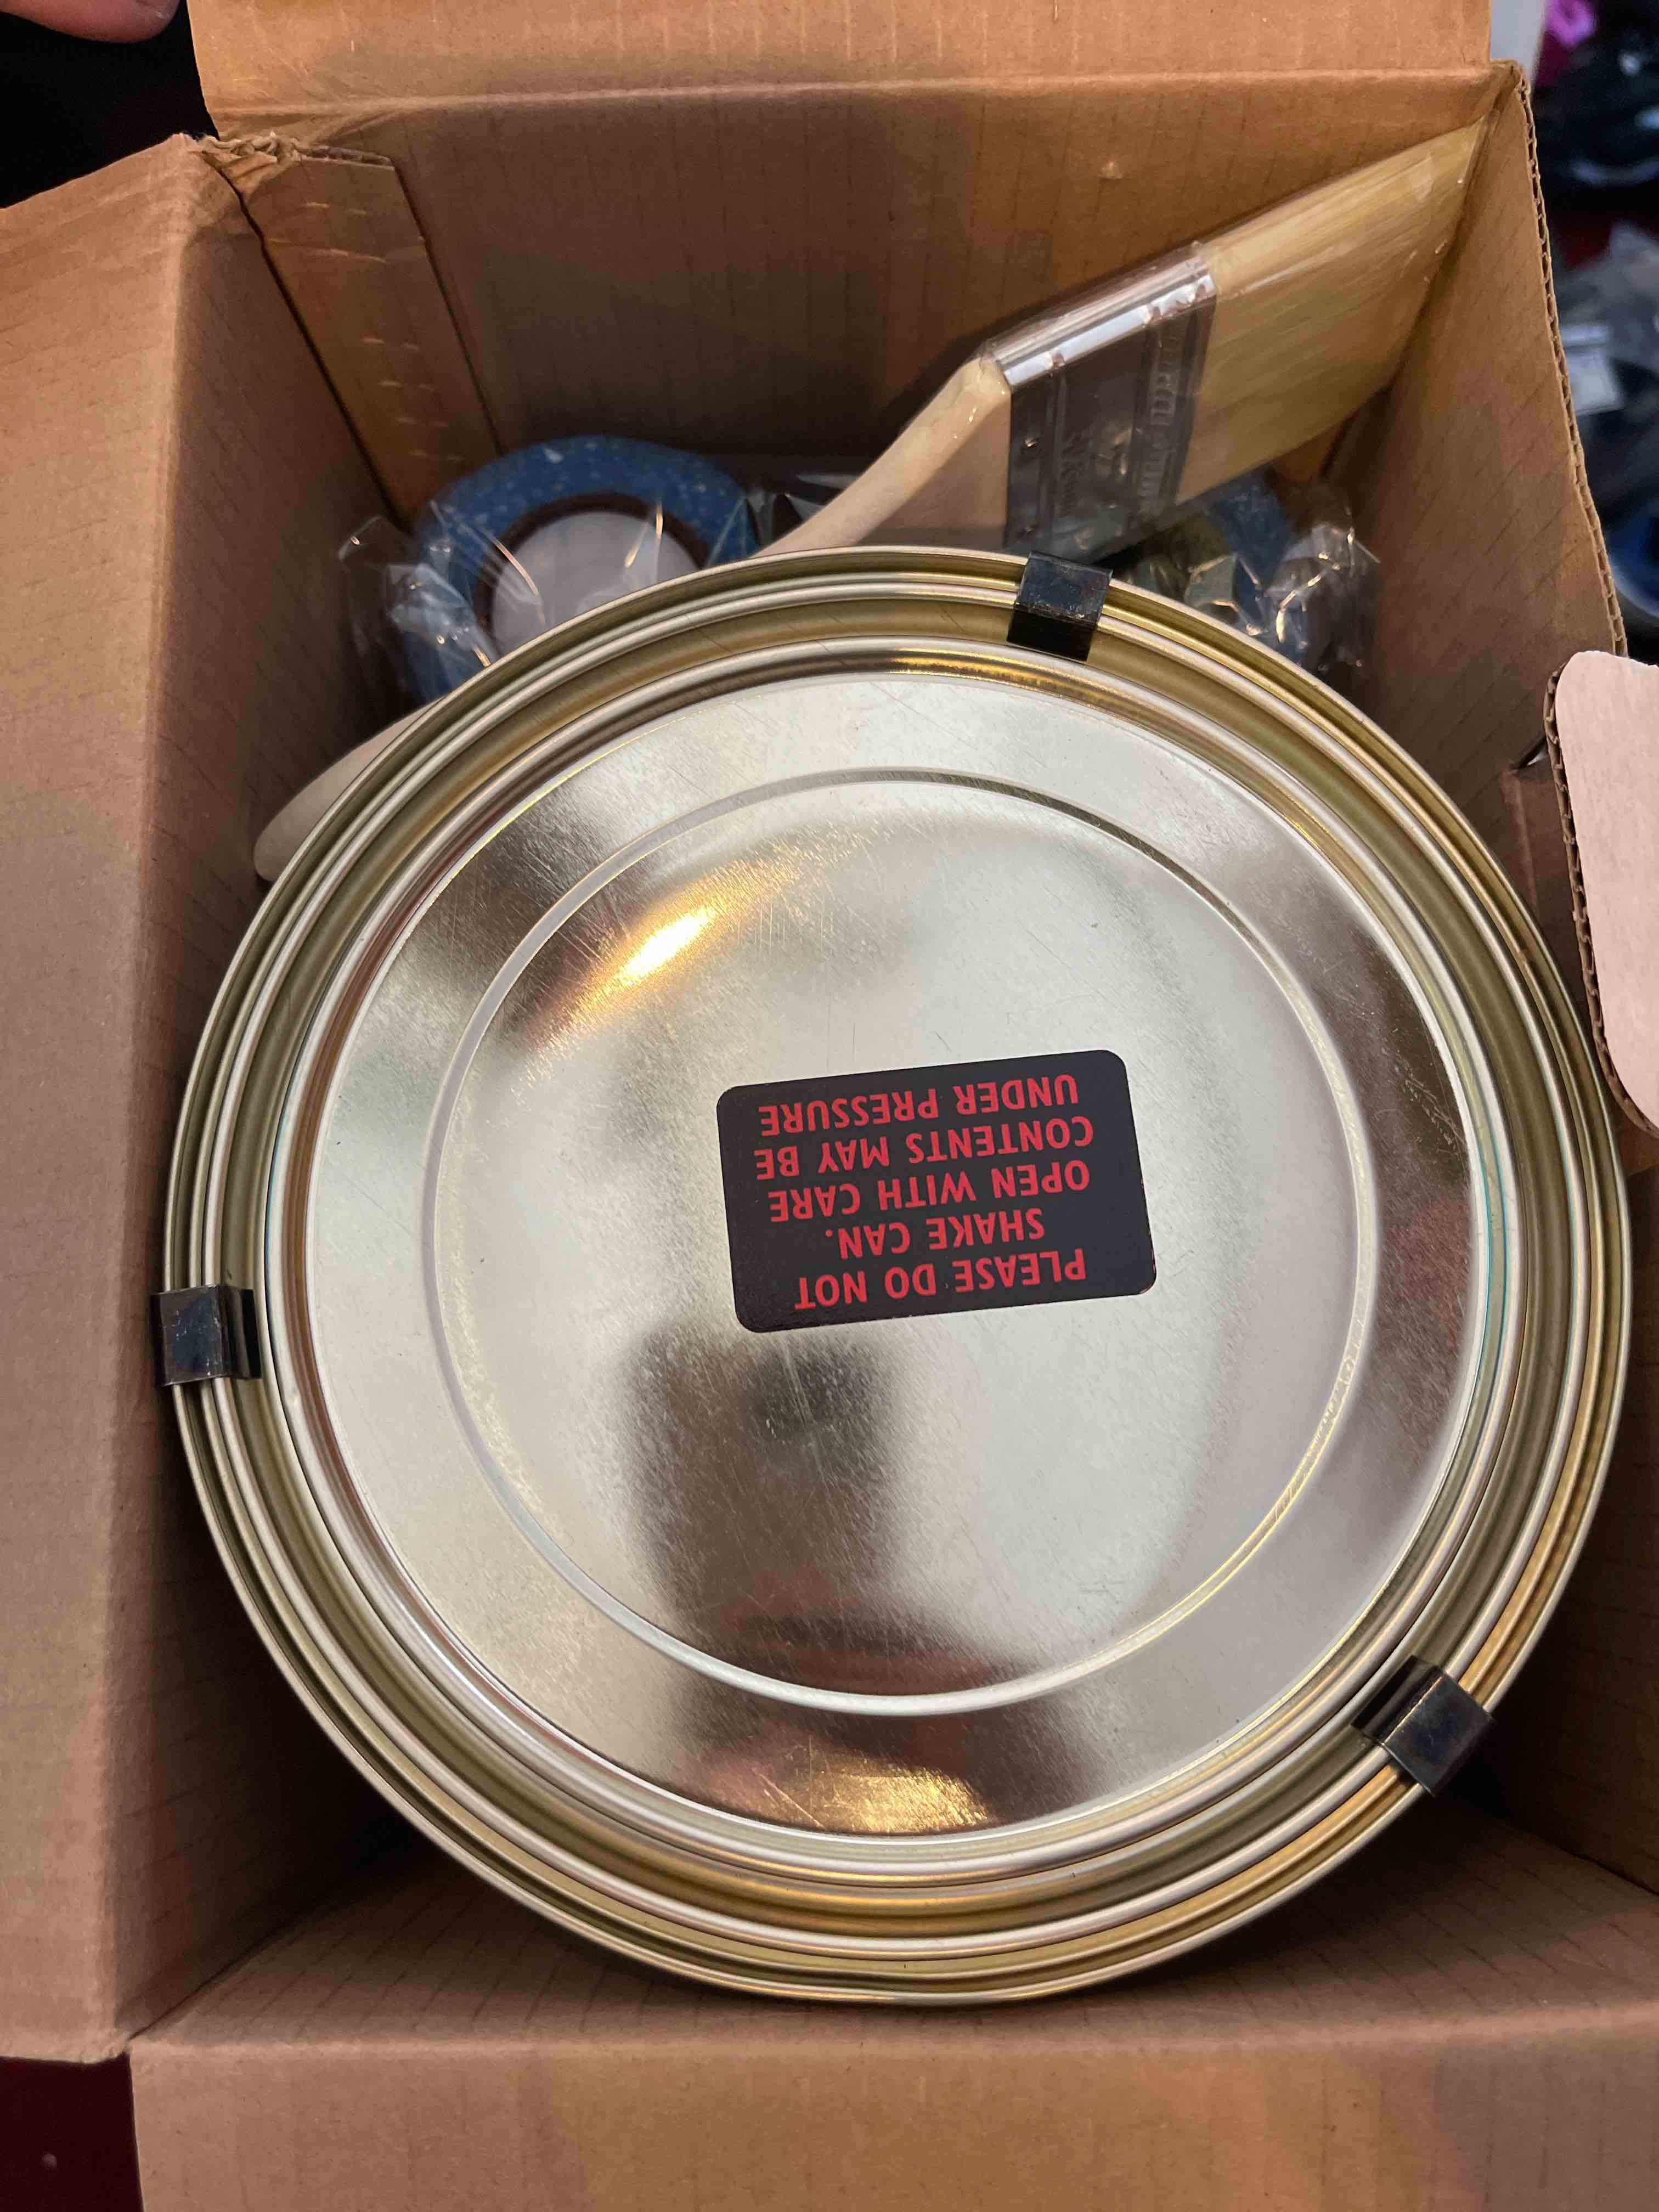 PLEASE DO NOT
SHAKE CAN.
OPEN WITH CARE
CONTENTS MAY BE
UNDER PRESSURE